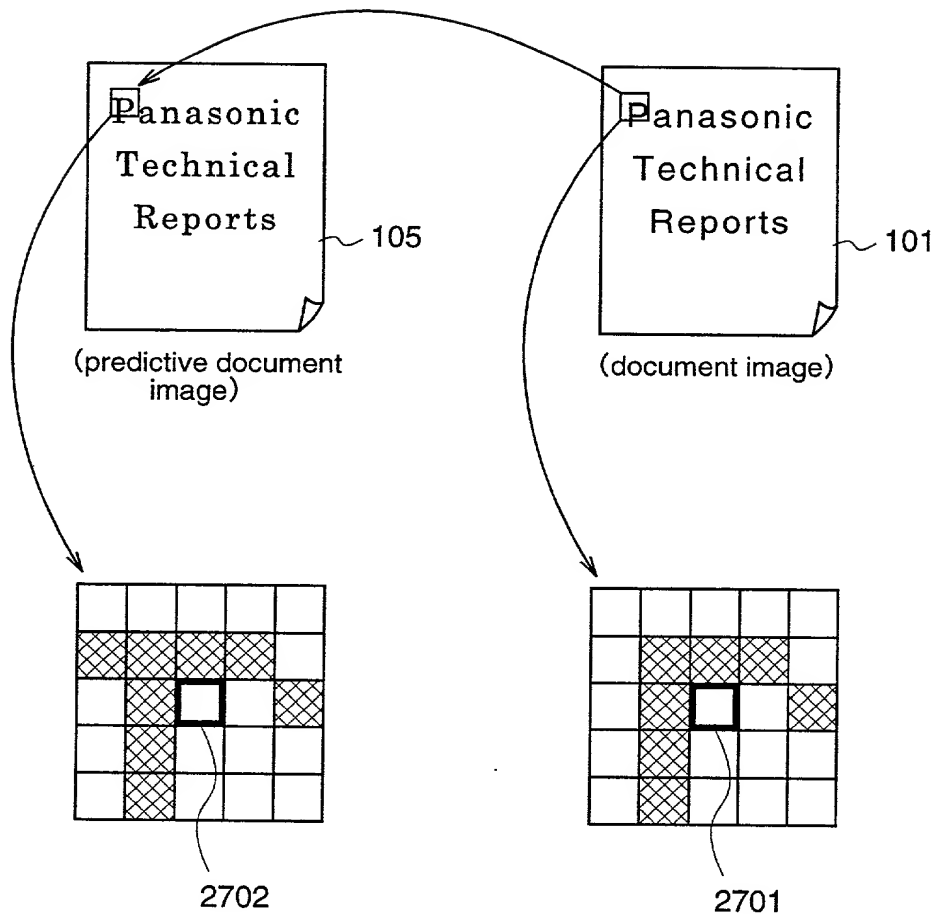 Panasonic
Technical
Reports
105
(predictive document
image)
Panasonic
Technical
Reports
101
(document image)
2702
2701